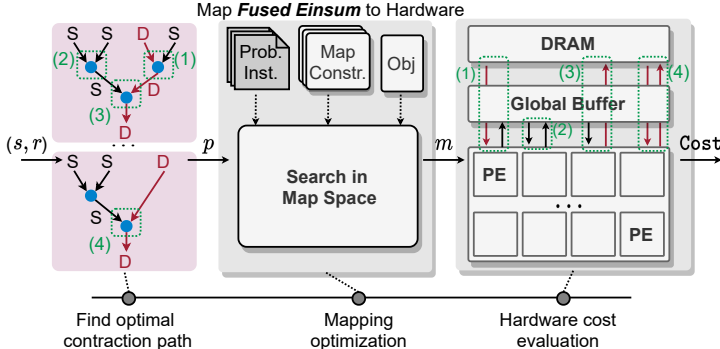 Map Fused Einsum to Hardware
S S D S
(2) (1)
S D
(3)
D
. . .
(s, r)
S S D
S
(4)
D
p
Prob.
Inst.
Map
Constr.
Obj
Search in
Map Space
m
DRAM
(1) (3) (4)
Global Buffer
(2)
PE
. . .
PE
Cost
Find optimal
contraction path
Mapping
optimization
Hardware cost
evaluation